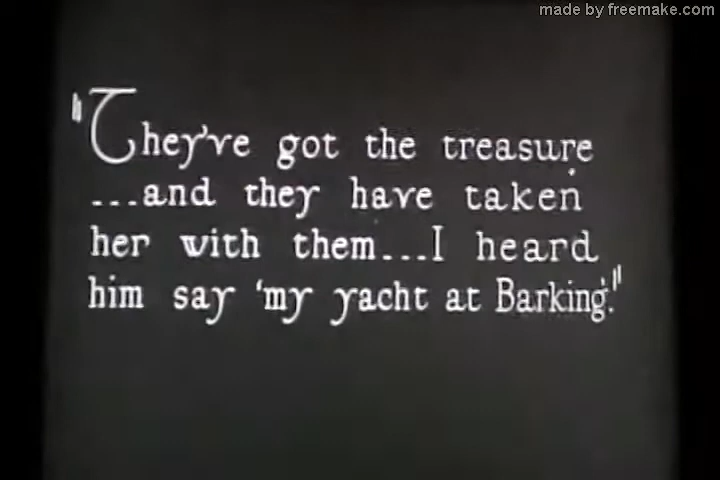 made by freemake.com
"They've got the treasure
...and they have taken
her with them...I heard
him say 'my yacht at Barking'."